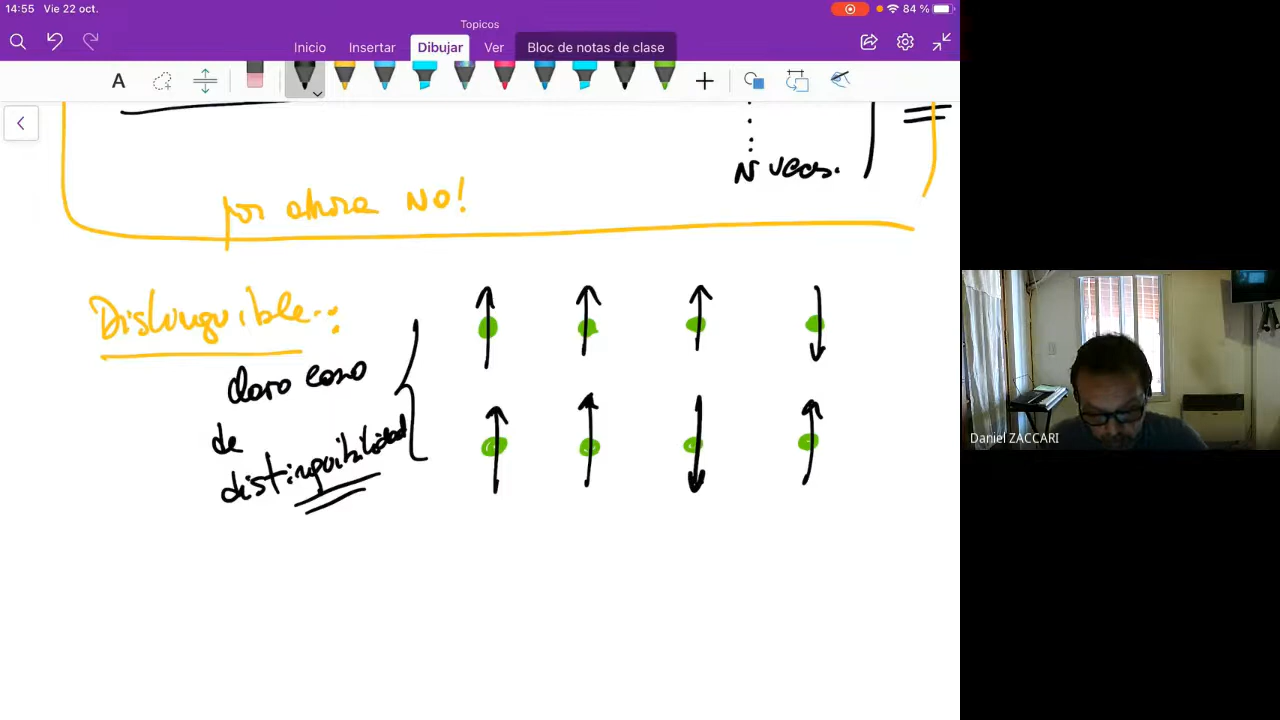 14:55 Vie 22 oct.
84 %
Topicos
Inicio Insertar Dibujar Ver Bloc de notas de clase
A
N veces.
por ahora NO!
Distinguible:
claro caso
de
distinguibilidad
Daniel ZACCARI